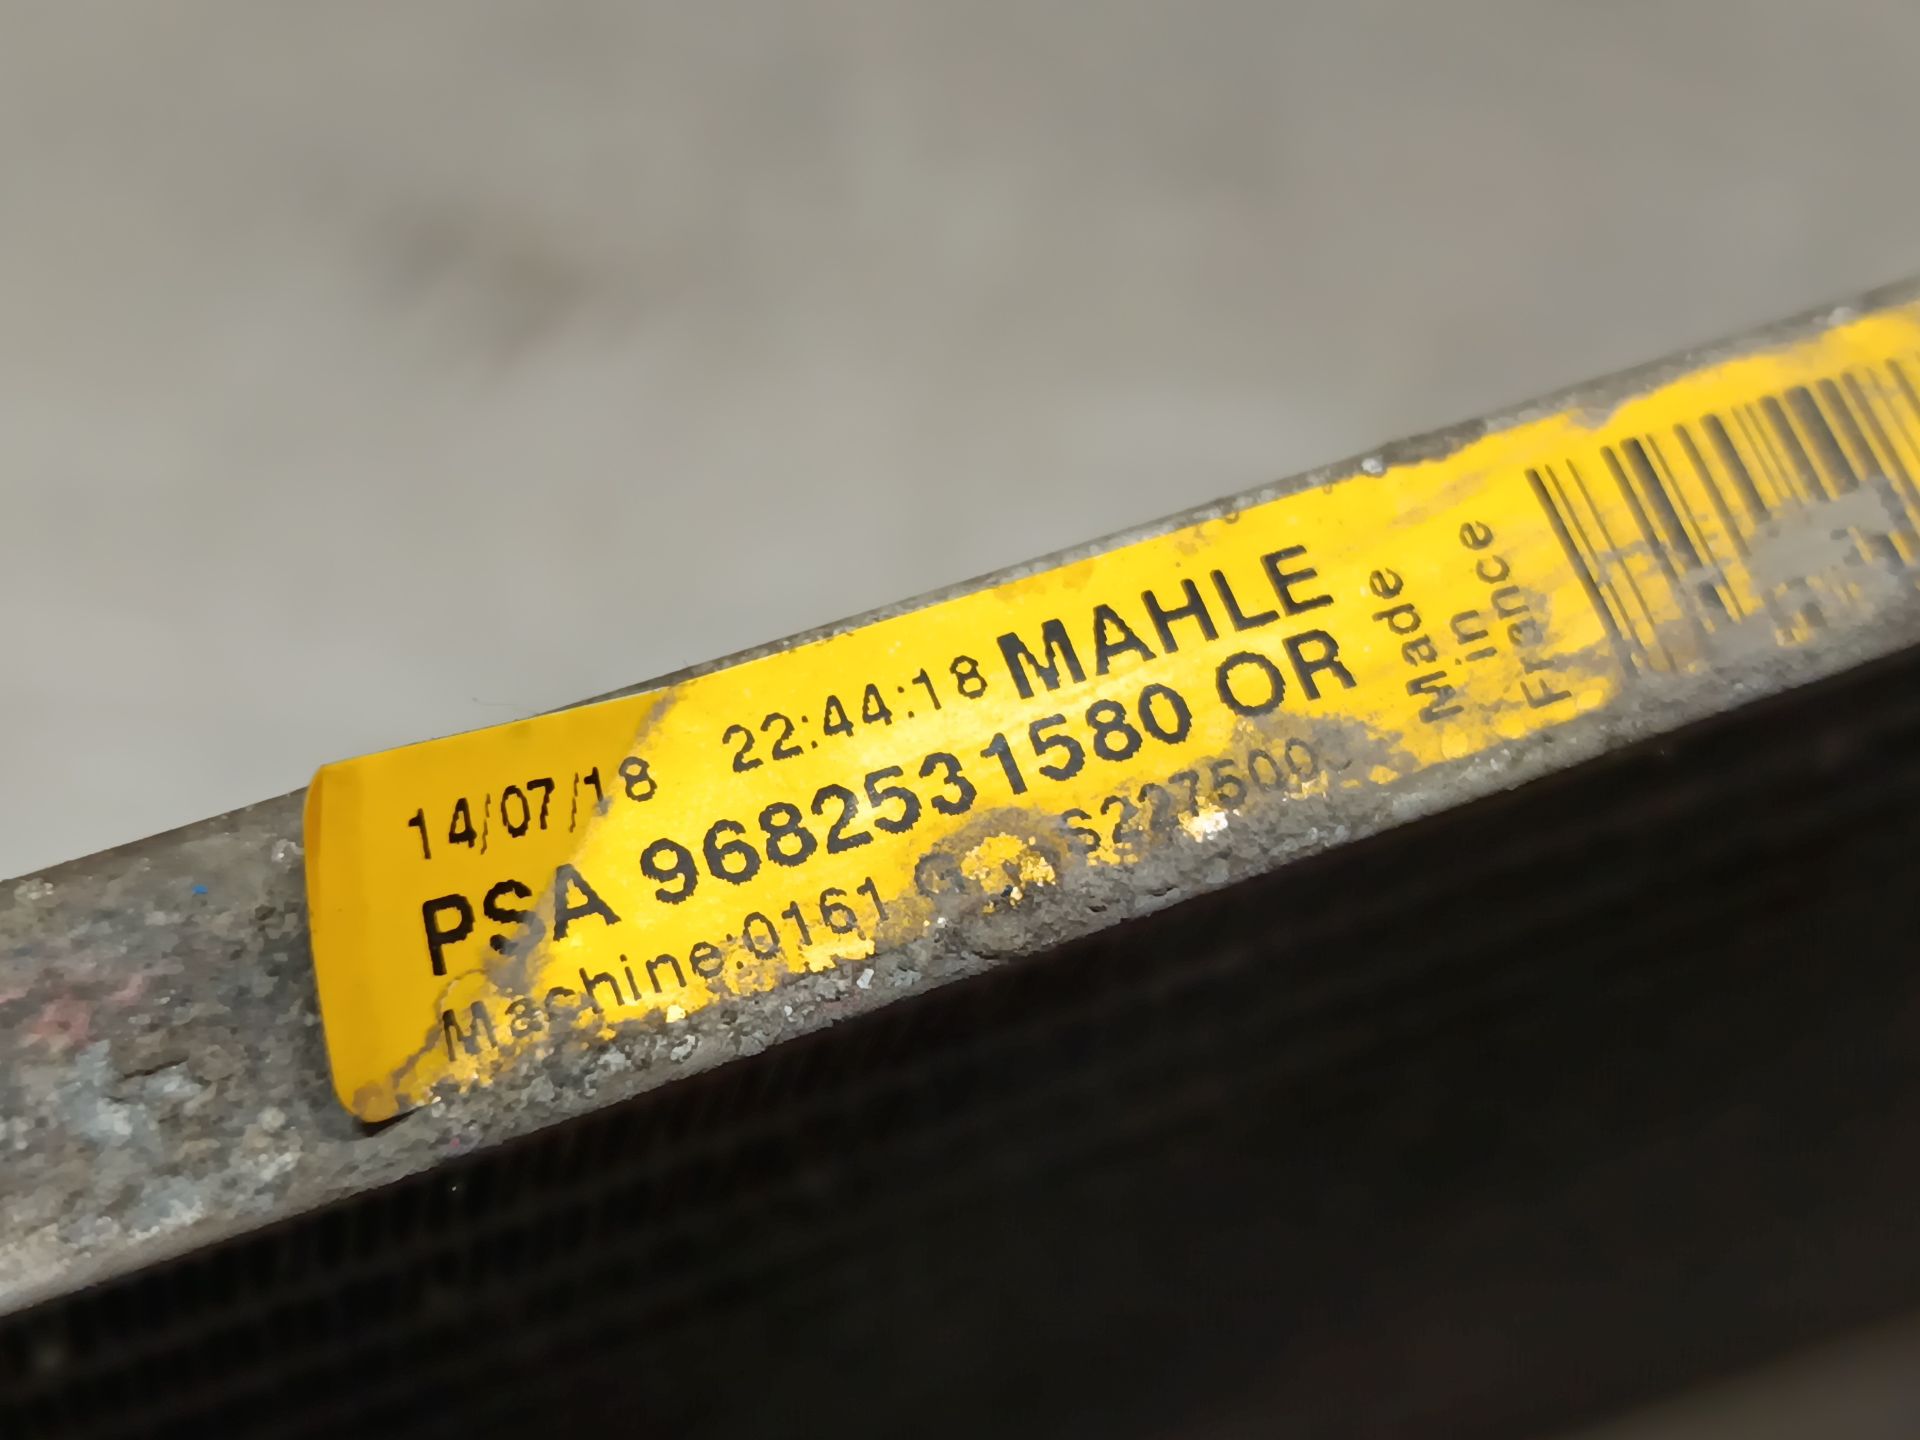 14/07/18 22:44:18 MAHLE
PSA 9682531580 OR
Machine:0161
Made
in
France